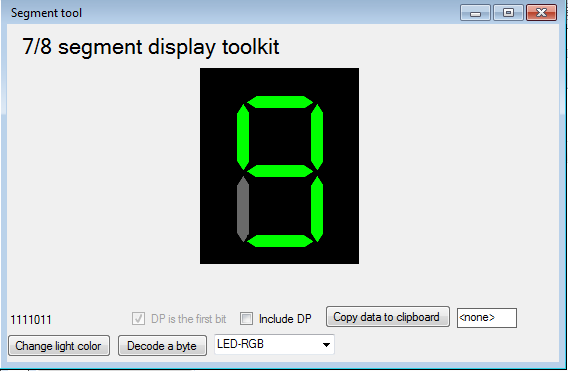 Segment tool
7/8 segment display toolkit
1111011
DP is the first bit
Include DP
Copy data to clipboard
<none>
Change light color
Decode a byte
LED-RGB